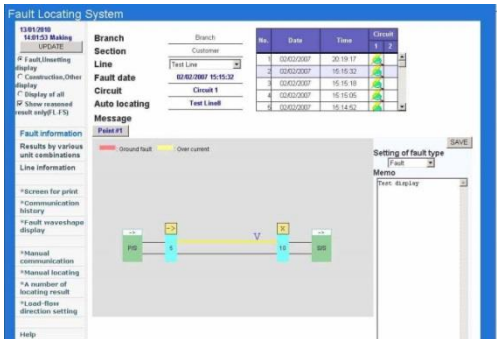 Fault Locating System
13/01/2010
14:01:53 Making
UPDATE
Fault,Unsetting
display
Construction,Other
display
Display of all
Show reasoned
result only(FL-FS)
Fault information
Results by various
unit combinations
Line information
*Screen for print
*Communication
history
*Fault waveshape
display
*Manual
communication
*Manual locating
*A number of
locating result
*Load-flow
direction setting
Help
Branch Branch
Section Customer
Line Test Line
Fault date 02/02/2007 15:15:32
Circuit Circuit 1
Auto locating Test LineB
Message
No. Date Time Circuit
1 2
1 02/02/2007 20:19:17
2 02/02/2007 15:15:32
3 02/02/2007 15:15:18
4 02/02/2007 15:15:05
5 02/02/2007 15:14:52
Point #1
Ground fault Over current
-> X
V
P/S 5 10 S/S
SAVE
Setting of fault type
Fault
Memo
Test display